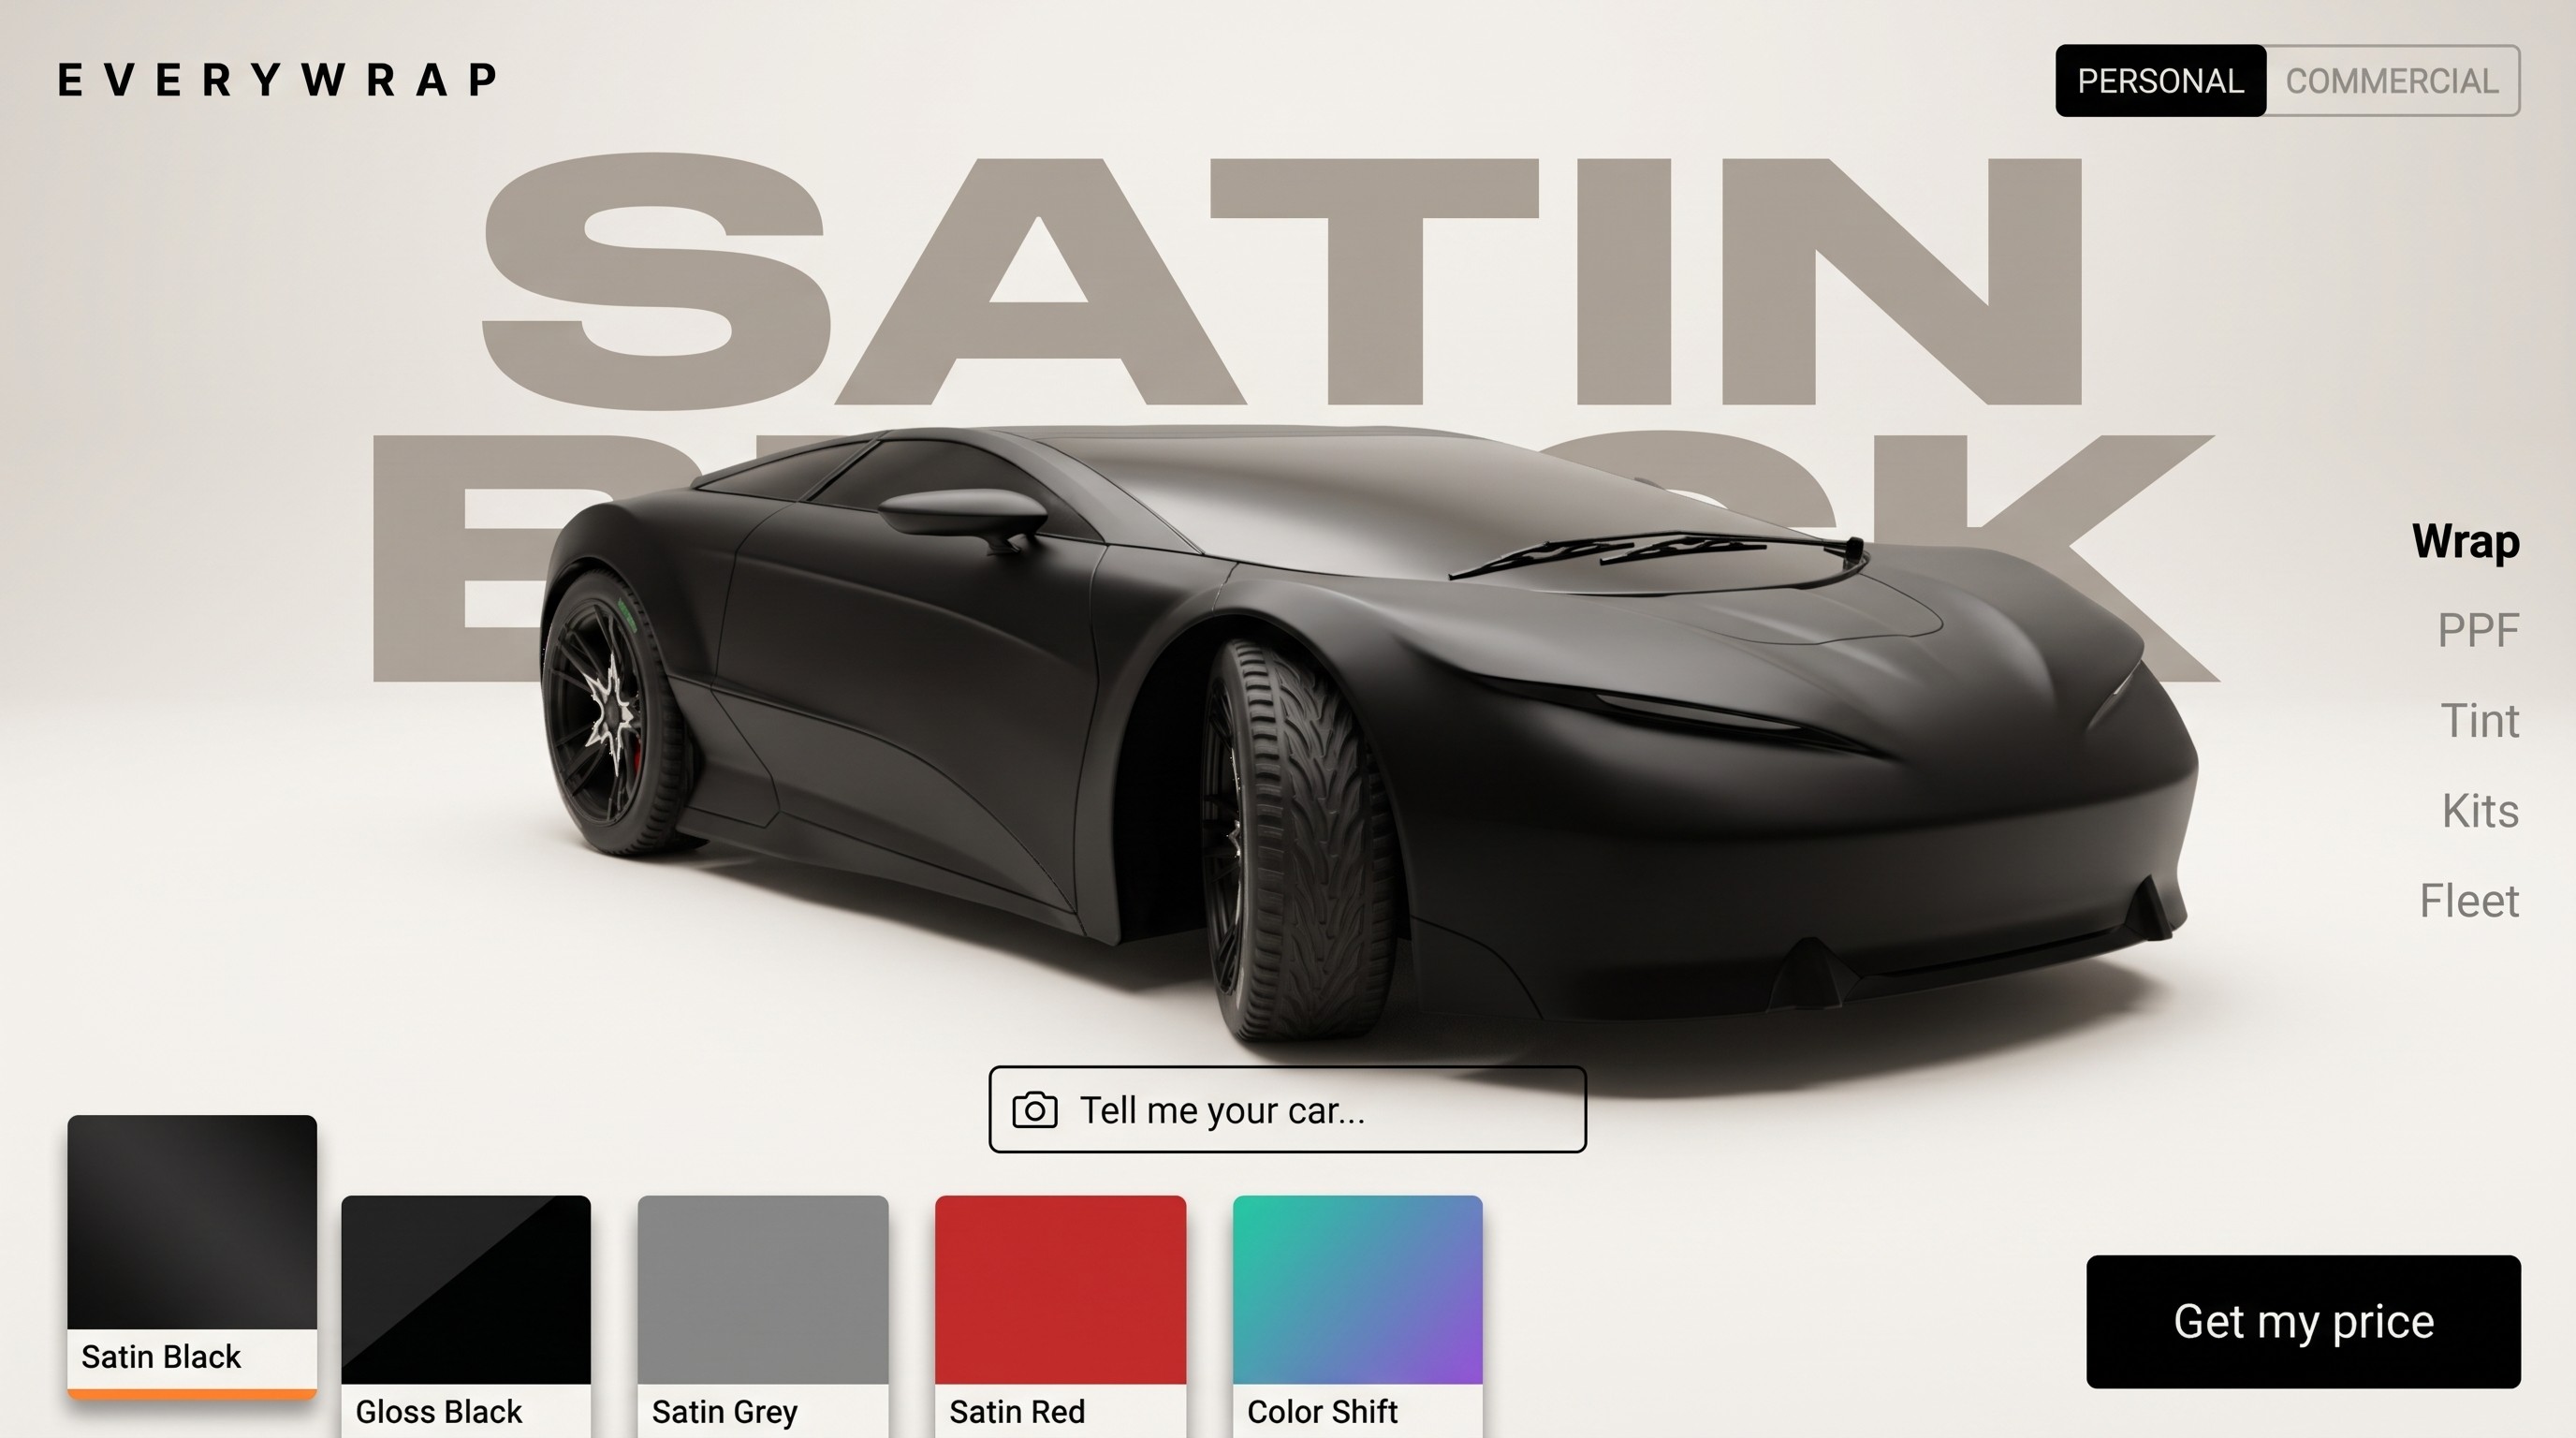 EVERYWRAP
PERSONAL
COMMERCIAL
SATIN
Wrap
PPF
Tint
Kits
Fleet
Tell me your car...
Satin Black
Gloss Black
Satin Grey
Satin Red
Color Shift
Get my price